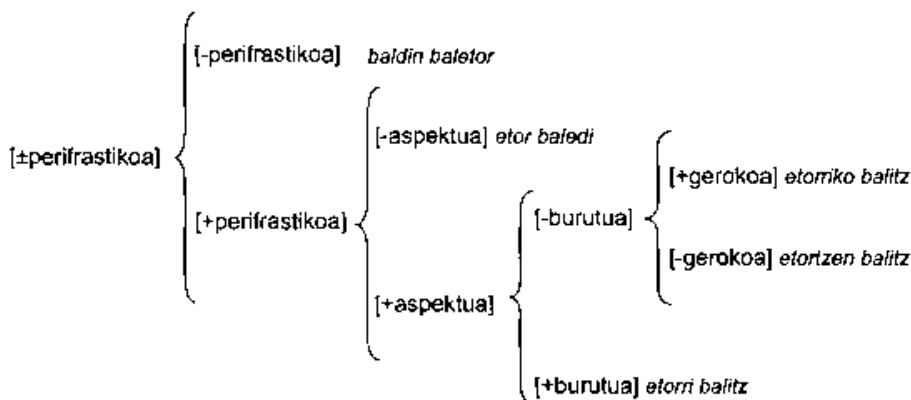 [-perifrastikoa] baldin baletor
[-aspektua] etor baledi
[±perifrastikoa]
[+gerokoa] etorriko balitz
[+perifrastikoa]
[-burutua]
[-gerokoa] etortzen balitz
[+aspektua]
[+burutua] etorri balitz